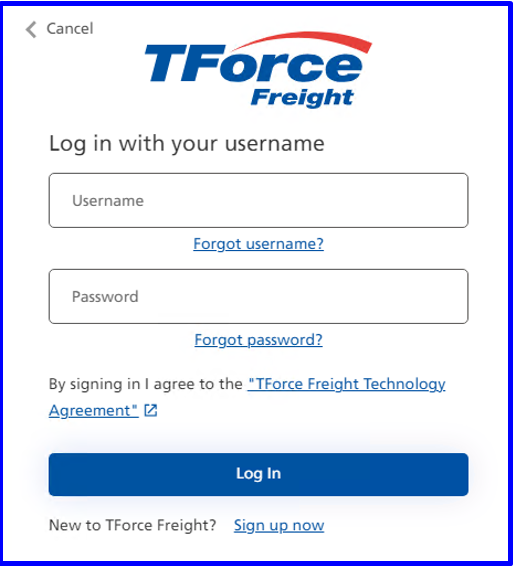 Cancel
TForce
Freight
Log in with your username
Username
Forgot username?
Password
Forgot password?
By signing in I agree to the "TForce Freight Technology
Agreement"
Log In
New to TForce Freight? Sign up now